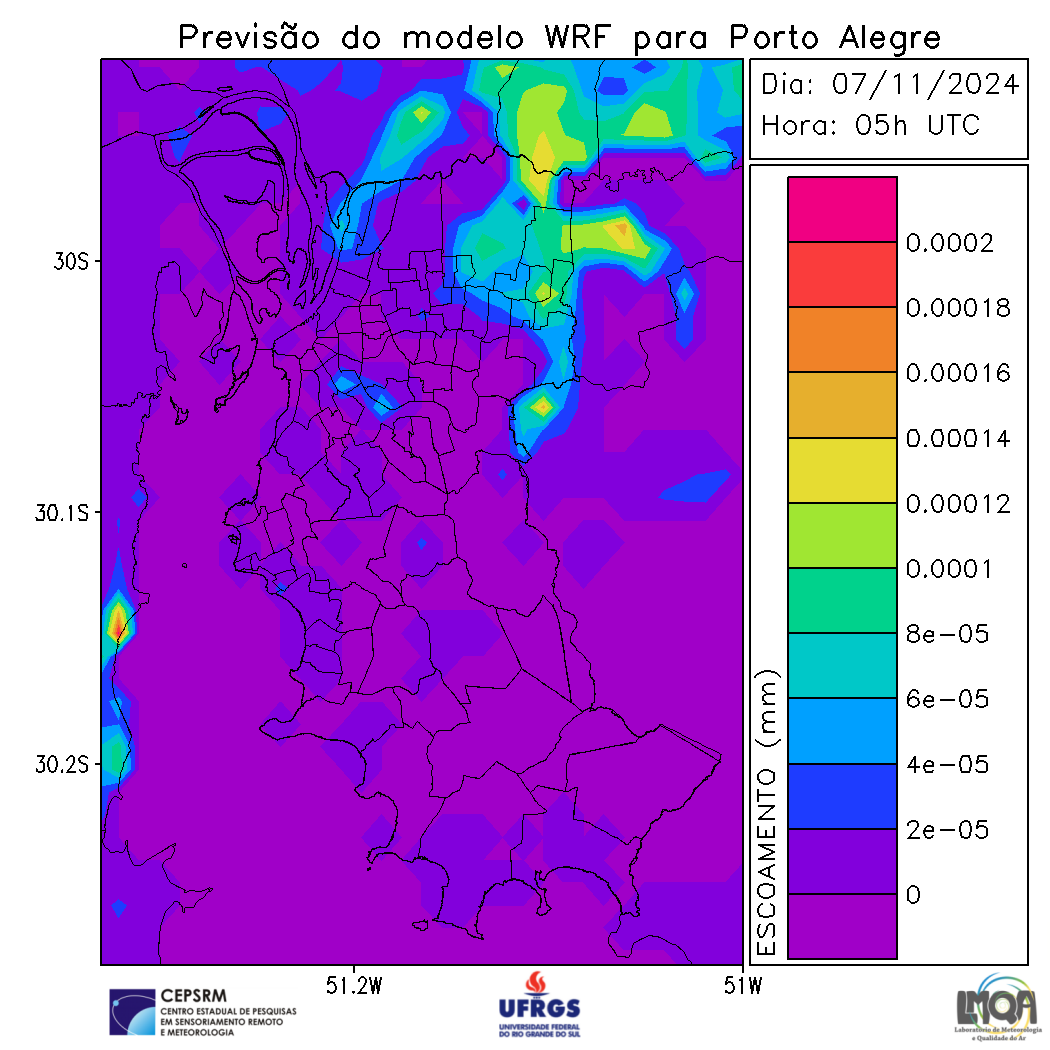 Previsão do modelo WRF para Porto Alegre
Dia: 07/11/2024
Hora: 05h UTC
30S
30.1S
30.2S
51.2W
51W
ESCOAMENTO (mm)
0.0002
0.00018
0.00016
0.00014
0.00012
0.0001
8e-05
6e-05
4e-05
2e-05
0
CEPSRM
CENTRO ESTADUAL DE PESQUISAS
EM SENSORIAMENTO REMOTO
E METEOROLOGIA
UFRGS
UNIVERSIDADE FEDERAL
DO RIO GRANDE DO SUL
LMQA
Laboratório de Meteorologia
e Qualidade do Ar